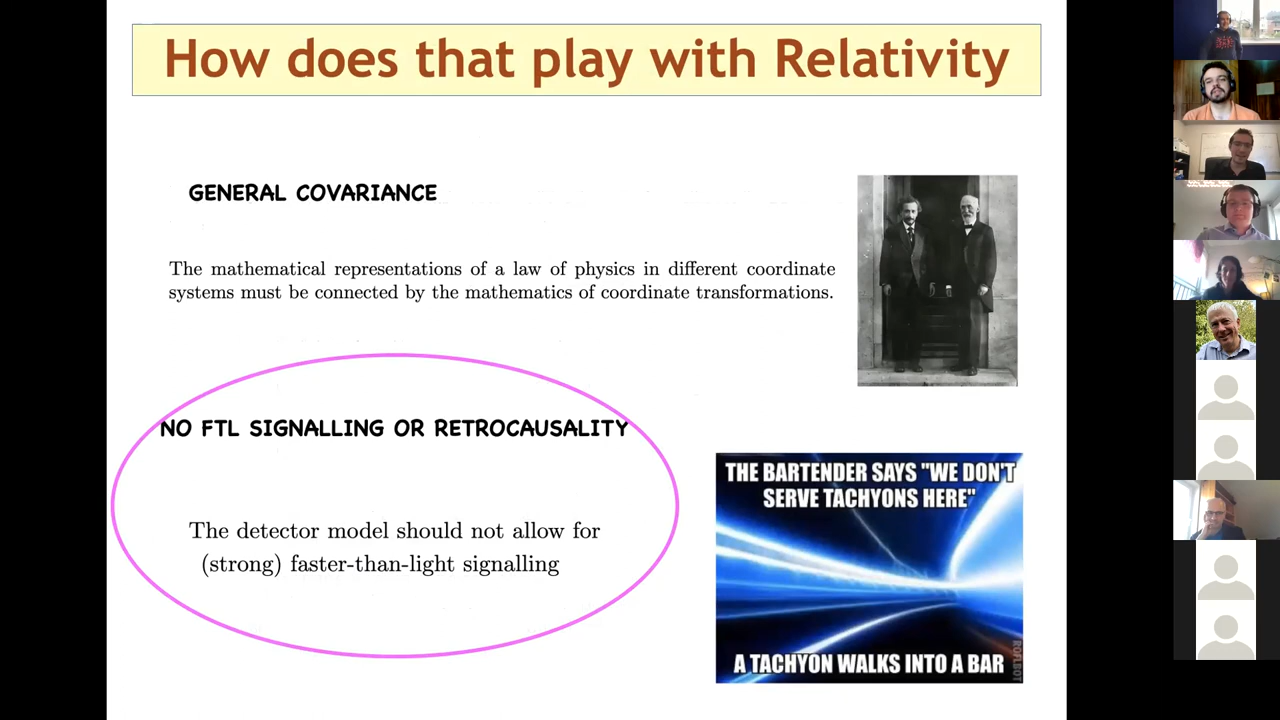 How does that play with Relativity
GENERAL COVARIANCE
The mathematical representations of a law of physics in different coordinate
systems must be connected by the mathematics of coordinate transformations.
NO FTL SIGNALLING OR RETROCAUSALITY
The detector model should not allow for
(strong) faster-than-light signalling
THE BARTENDER SAYS "WE DON'T
SERVE TACHYONS HERE"
A TACHYON WALKS INTO A BAR
ROFLBOT